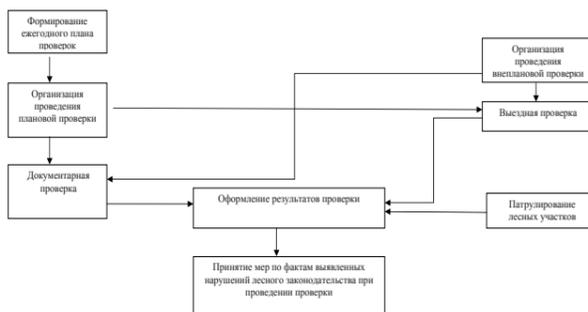 Формирование
ежегодного плана
проверок
Организация
проведения
внеплановой проверки
Организация
проведения
плановой проверки
Выездная проверка
Документарная
проверка
Оформление результатов проверки
Патрулирование
лесных участков
Принятие мер по фактам выявленных
нарушений лесного законодательства при
проведении проверки